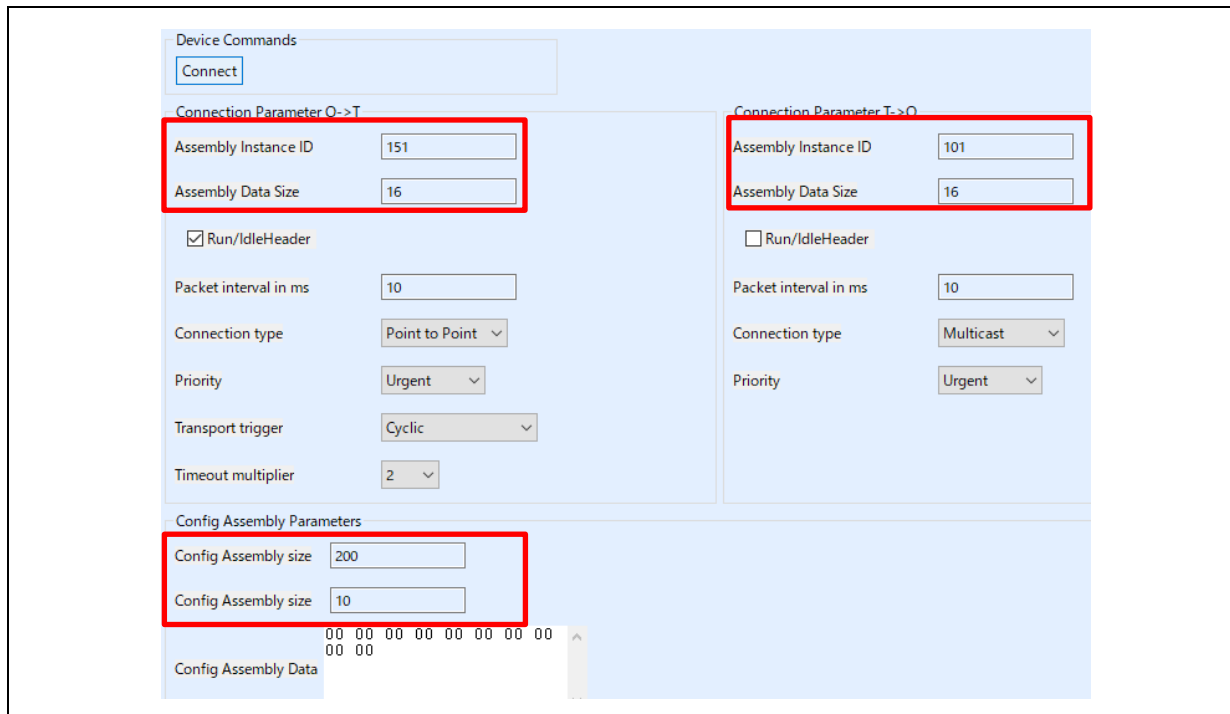 Device Commands
Connect
Connection Parameter O->T
Assembly Instance ID 151
Assembly Data Size 16
Run/IdleHeader
Packet interval in ms 10
Connection type Point to Point
Priority Urgent
Transport trigger Cyclic
Timeout multiplier 2
Connection Parameter T->O
Assembly Instance ID 101
Assembly Data Size 16
Run/IdleHeader
Packet interval in ms 10
Connection type Multicast
Priority Urgent
Config Assembly Parameters
Config Assembly size 200
Config Assembly size 10
Config Assembly Data
00 00 00 00 00 00 00 00
00 00